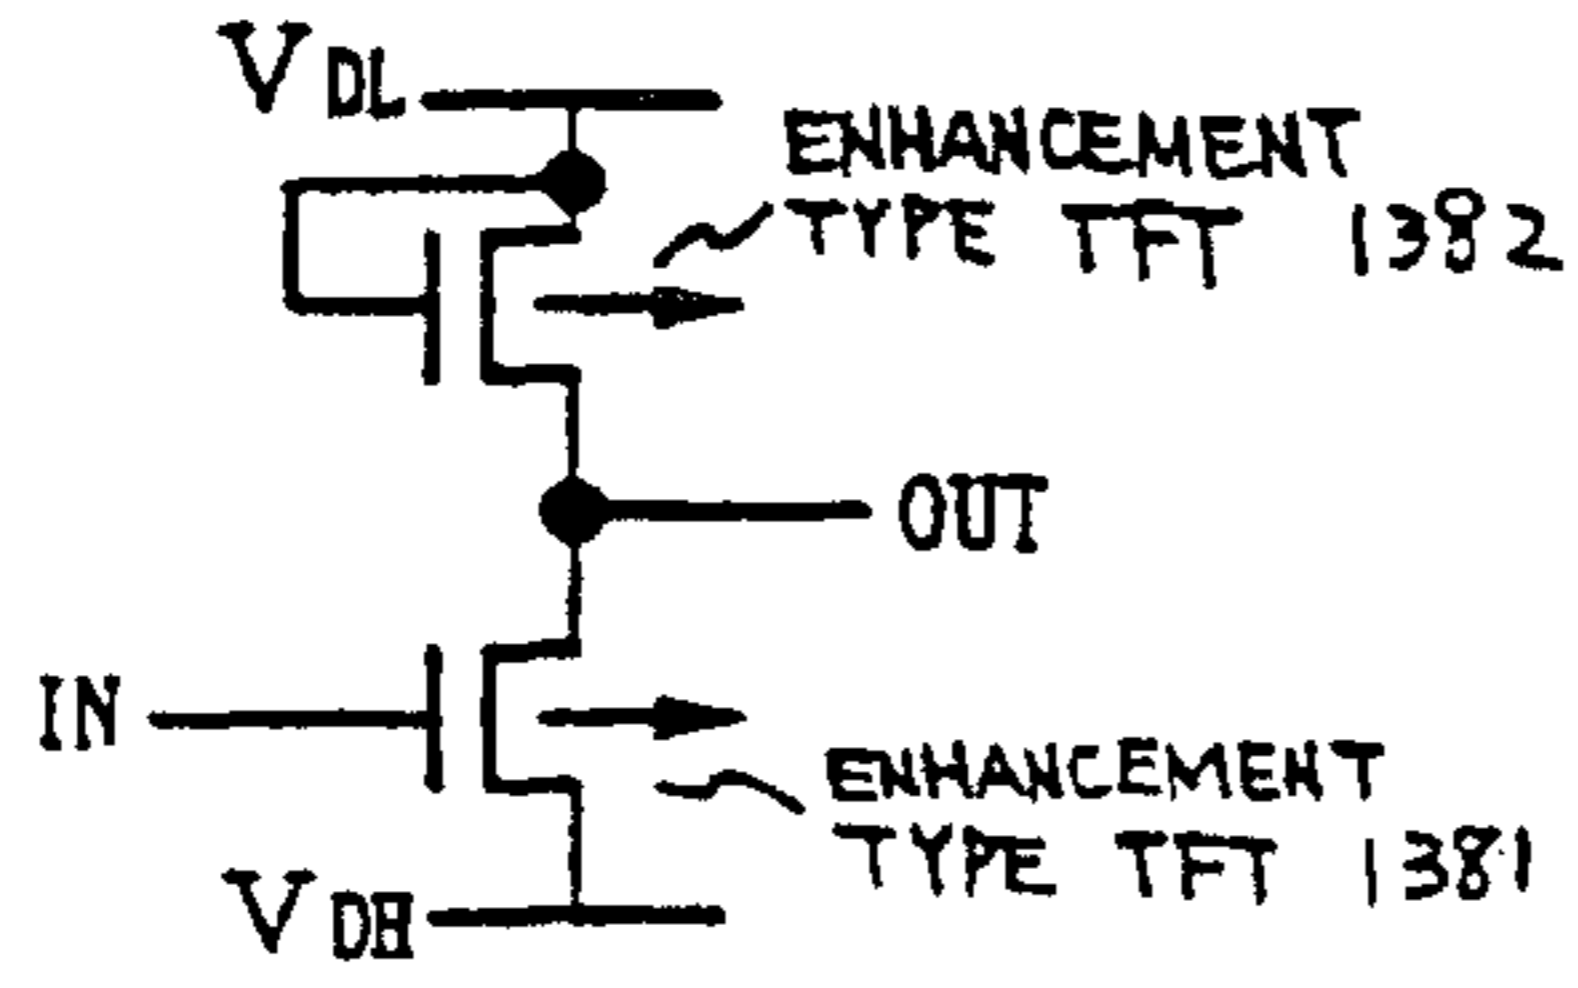 VDL
ENHANCEMENT
TYPE TFT 1382
OUT
IN
ENHANCEMENT
TYPE TFT 1381
VDH